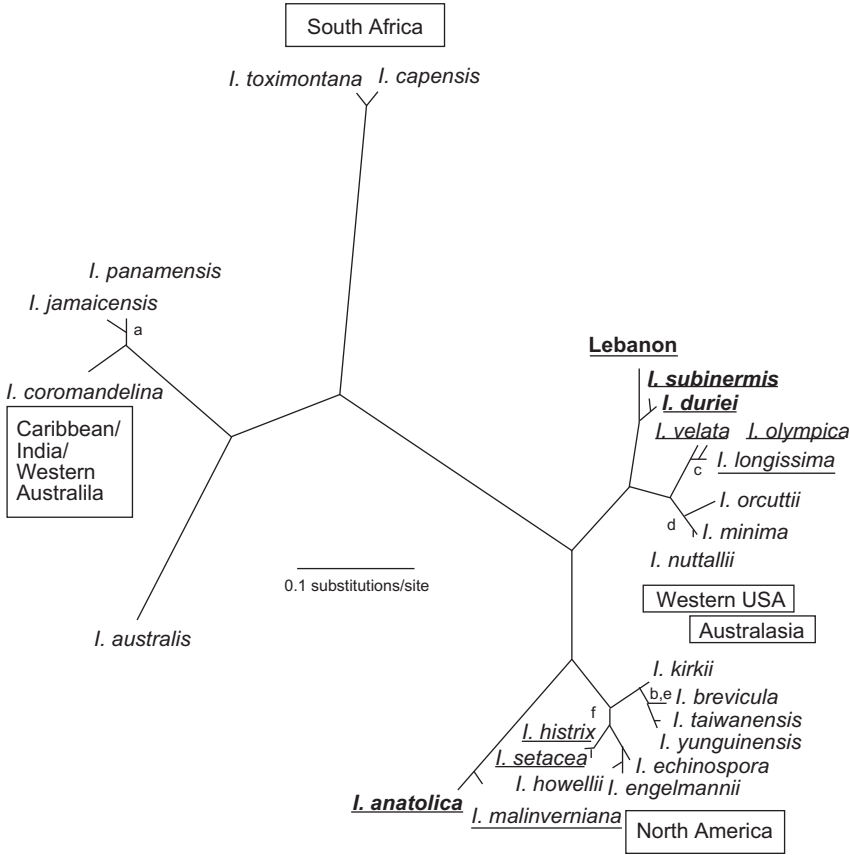 South Africa
I. toximontana
I. capensis
I. panamensis
I. jamaicensis
a
I. coromandelina
Caribbean/
India/
Western
Australila
I. australis
0.1 substitutions/site
Lebanon
I. subinermis
I. duriei
I. velata
I. olympica
c
I. longissima
I. orcuttii
d
I. minima
I. nuttallii
Western USA
Australasia
I. kirkii
b,e
I. brevicula
f
I. taiwanensis
I. histrix
I. yunguinensis
I. setacea
I. echinospora
I. howellii
I. engelmannii
I. anatolica
I. malinverniana
North America